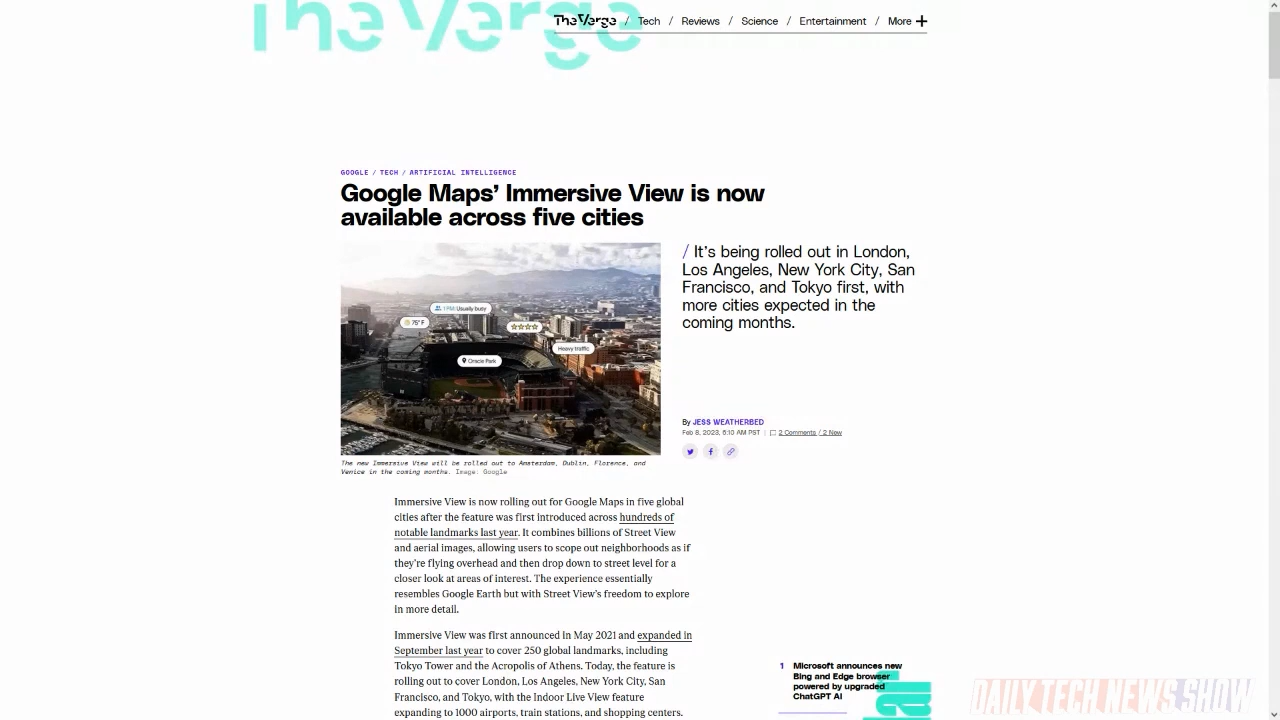 The Verge
TheVerge / Tech / Reviews / Science / Entertainment / More +
GOOGLE / TECH / ARTIFICIAL INTELLIGENCE
Google Maps’ Immersive View is now
available across five cities
1 PM: Usually busy
75° F
Heavy traffic
Oracle Park
The new Immersive View will be rolled out to Amsterdam, Dublin, Florence, and
Venice in the coming months. Image: Google
/ It’s being rolled out in London,
Los Angeles, New York City, San
Francisco, and Tokyo first, with
more cities expected in the
coming months.
By JESS WEATHERBED
Feb 8, 2023, 6:10 AM PST | 2 Comments / 2 New
Immersive View is now rolling out for Google Maps in five global
cities after the feature was first introduced across hundreds of
notable landmarks last year. It combines billions of Street View
and aerial images, allowing users to scope out neighborhoods as if
they’re flying overhead and then drop down to street level for a
closer look at areas of interest. The experience essentially
resembles Google Earth but with Street View’s freedom to explore
in more detail.
Immersive View was first announced in May 2021 and expanded in
September last year to cover 250 global landmarks, including
Tokyo Tower and the Acropolis of Athens. Today, the feature is
rolling out to cover London, Los Angeles, New York City, San
Francisco, and Tokyo, with the Indoor Live View feature
expanding to 1000 airports, train stations, and shopping centers.
1 Microsoft announces new
Bing and Edge browser
powered by upgraded
ChatGPT AI
DAILY TECH NEWS SHOW